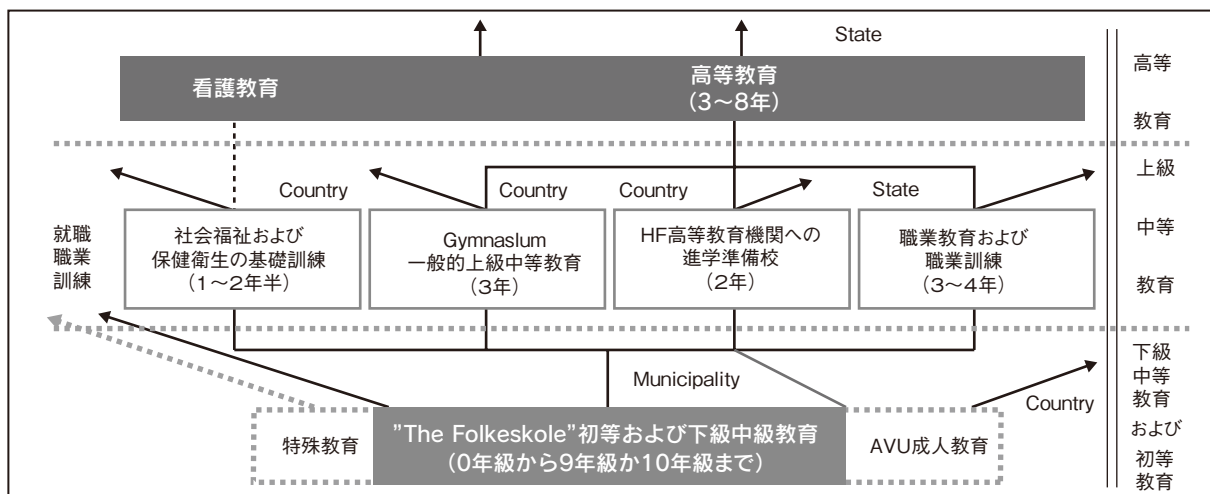 State
看護教育
高等教育
(3~8年)
高等
教育
Country
Country
Country
State
上級
中等
教育
就職
職業
訓練
社会福祉および
保健衛生の基礎訓練
(1~2年半)
Gymnaslum
一般的上級中等教育
(3年)
HF高等教育機関への
進学準備校
(2年)
職業教育および
職業訓練
(3~4年)
Municipality
Country
下級
中等
教育
および
初等
教育
特殊教育
"The Folkeskole"初等および下級中級教育
(0年級から9年級か10年級まで)
AVU成人教育